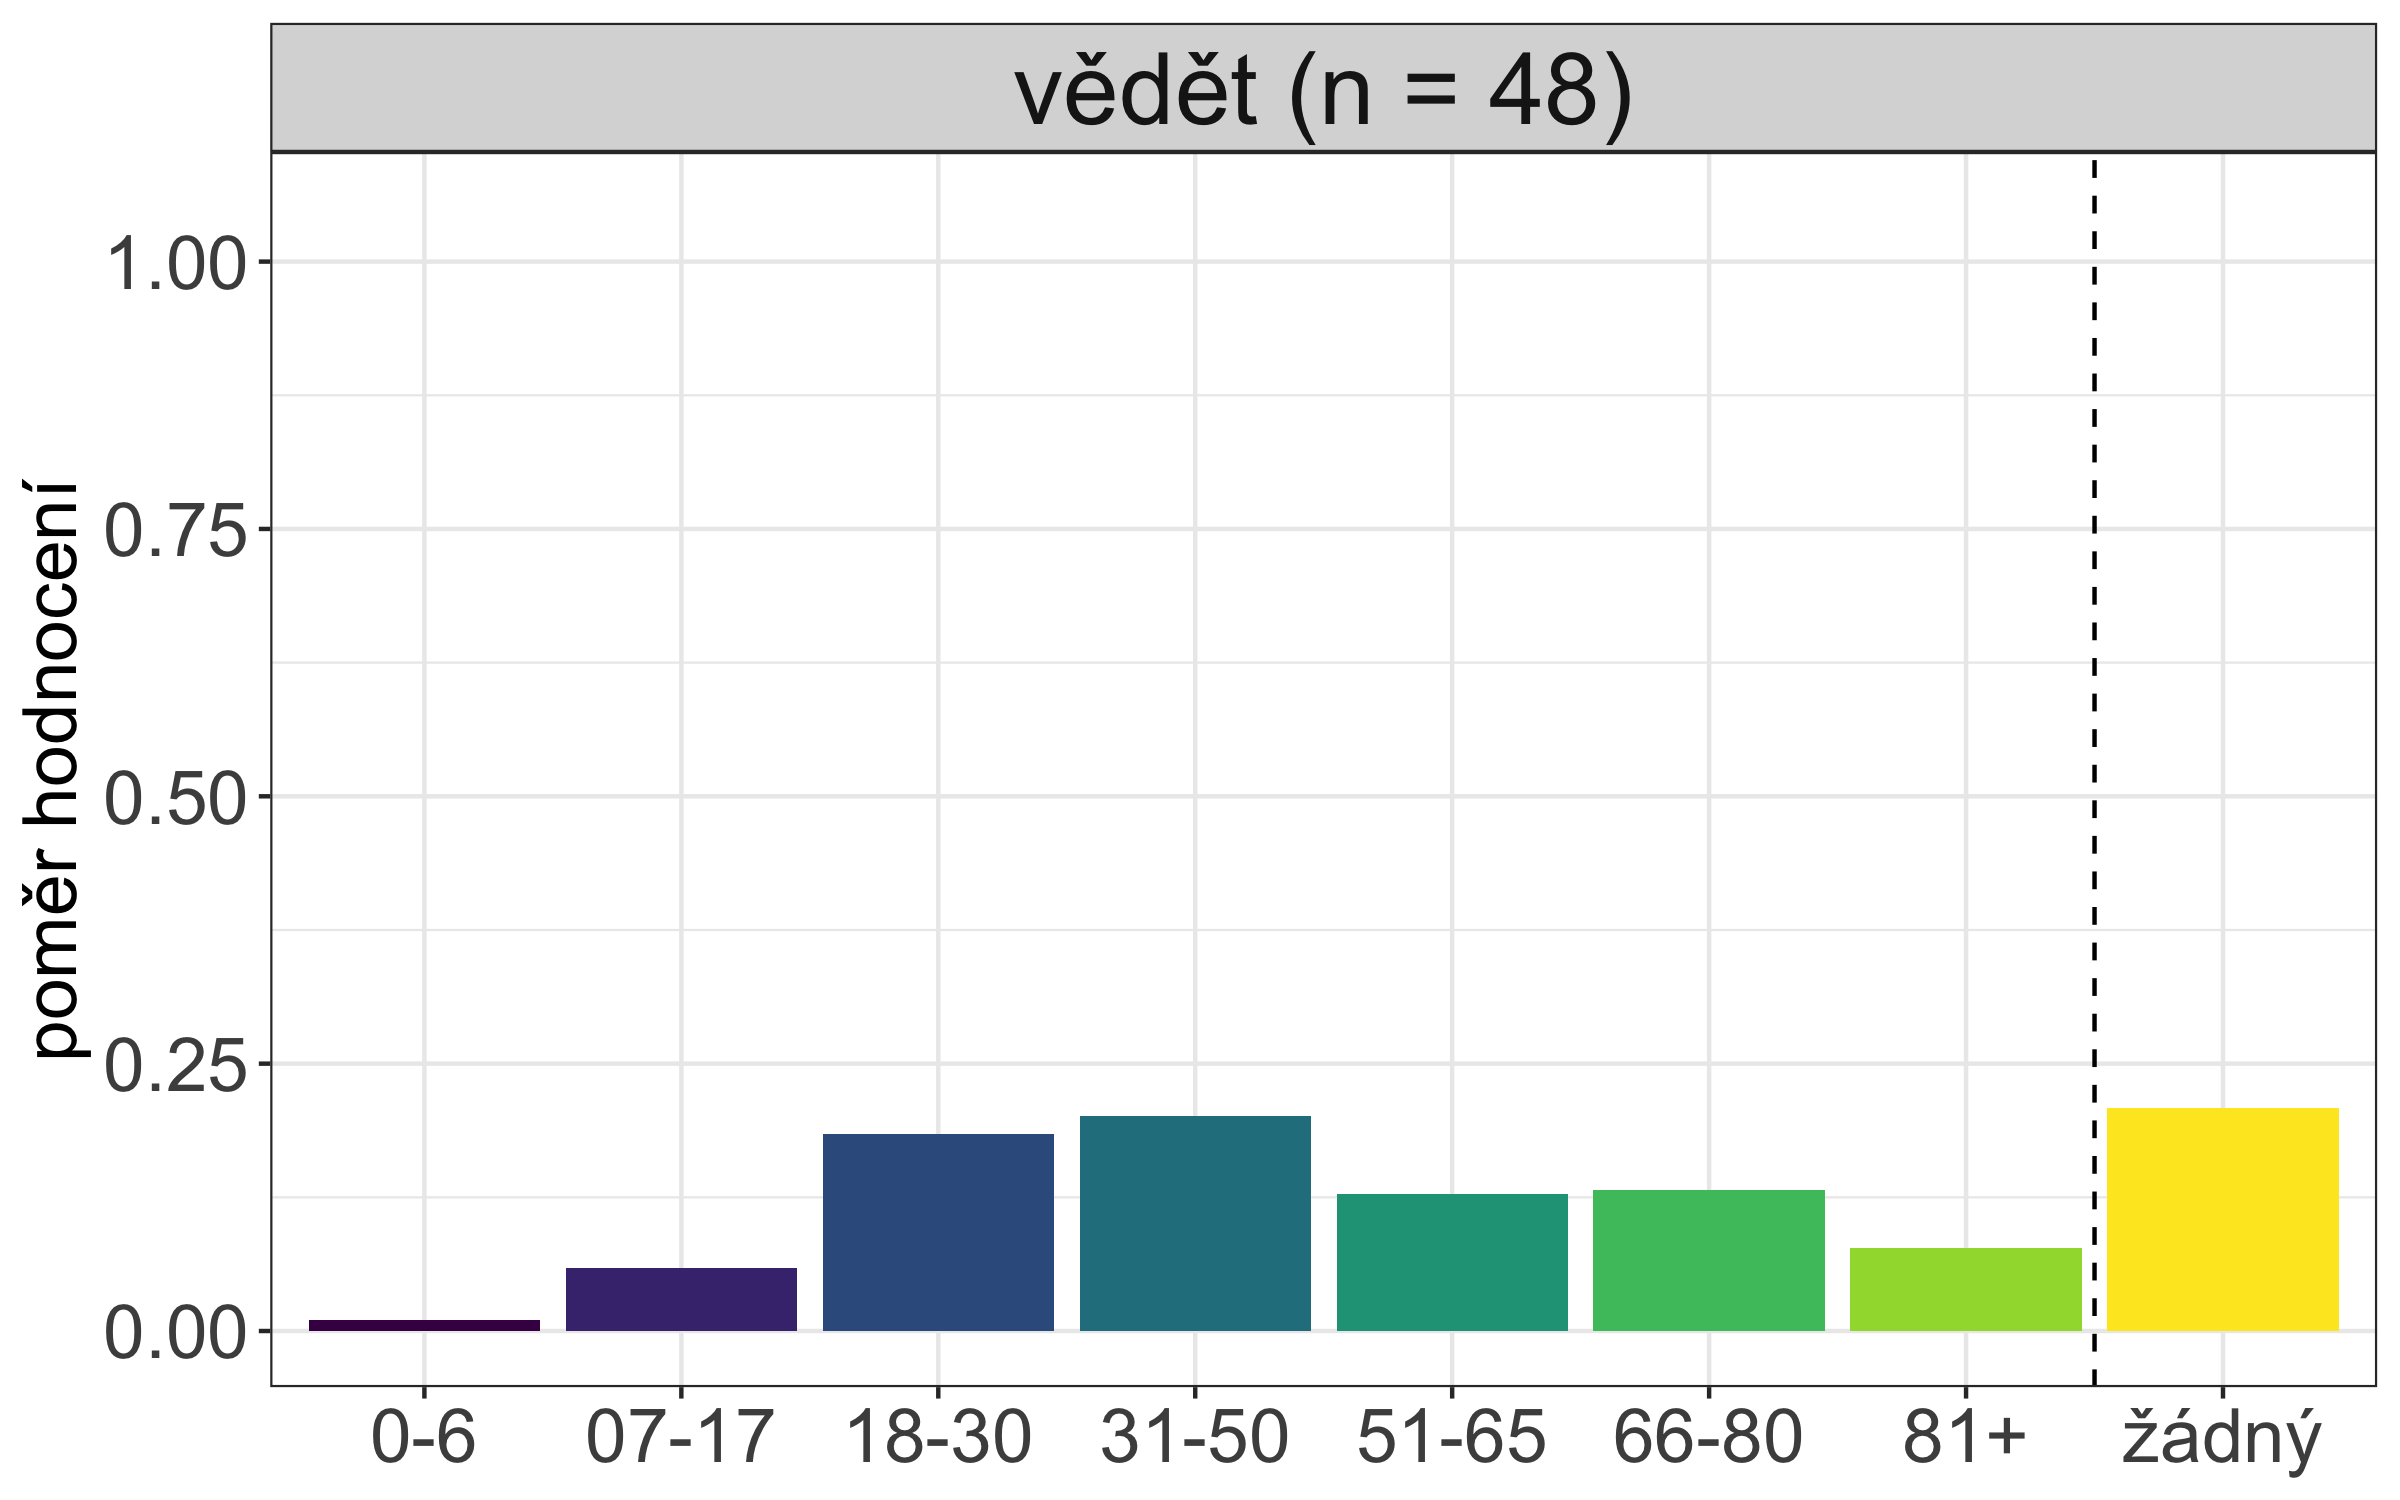 vědět (n = 48)
poměr hodnocení
1.00
0.75
0.50
0.25
0.00
0-6 07-17 18-30 31-50 51-65 66-80 81+ žádný